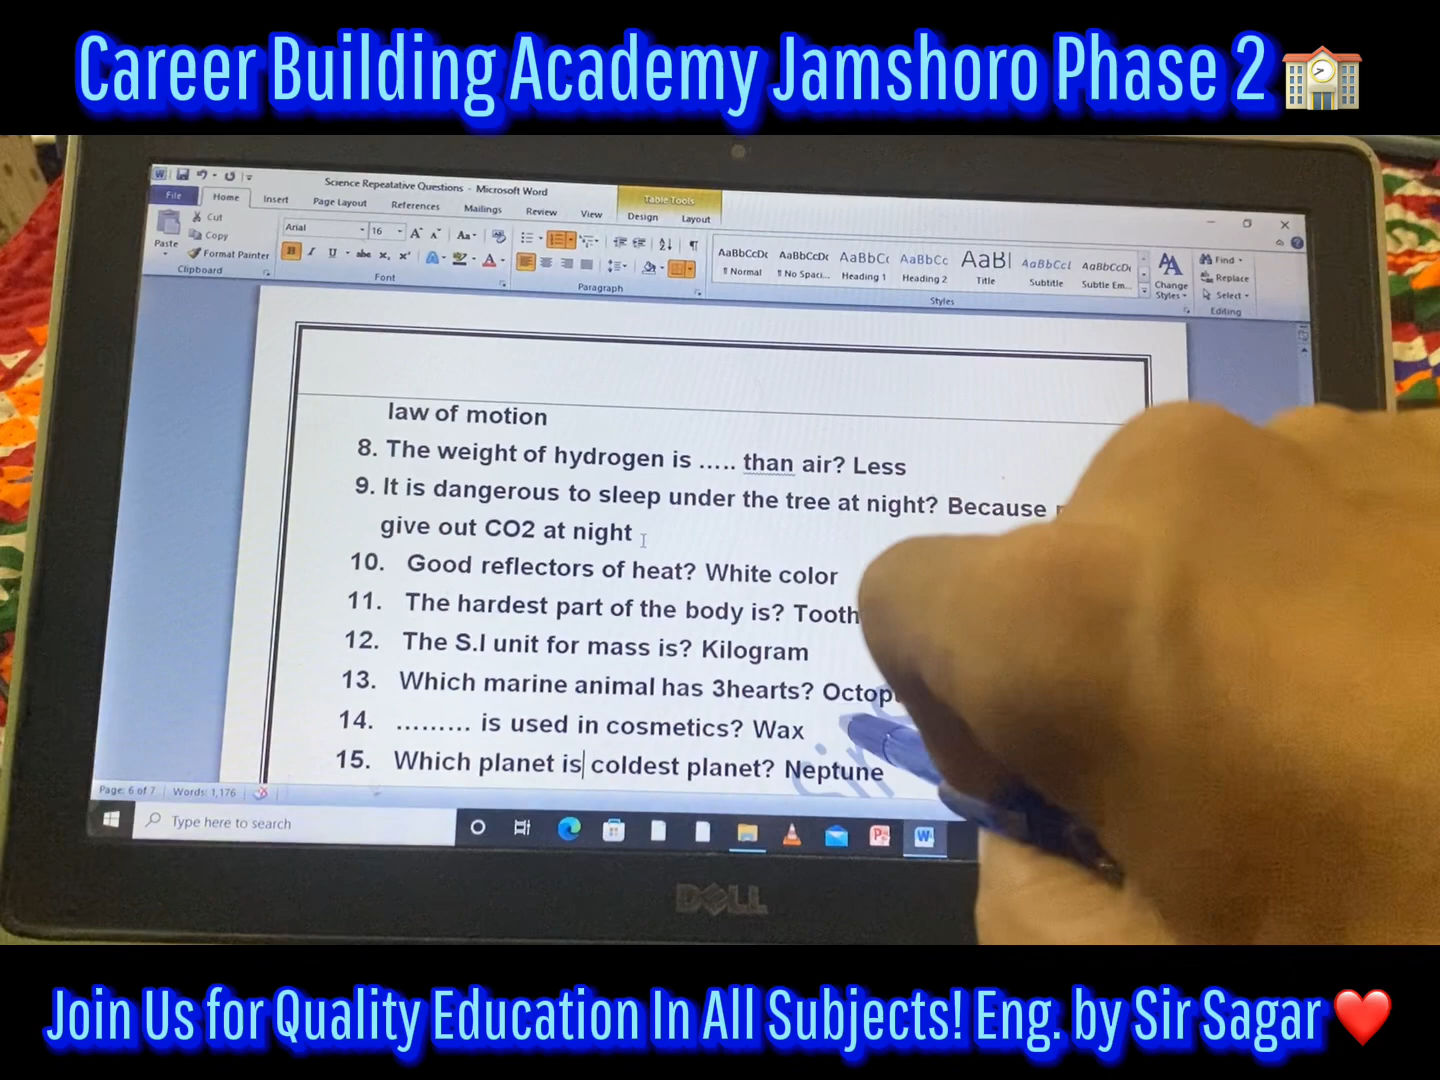 Career Building Academy Jamshoro Phase 2
Science Repeatative Questions - Microsoft Word
Table Tools
File Home Insert Page Layout References Mailings Review View Design Layout
Cut
Copy
Format Painter
Paste
Clipboard
Arial 16
Font
Paragraph
AaBbCcDc AaBbCcDc AaBbCc AaBbCc AaBl AaBbCcl AaBbCcDc
¶ Normal ¶ No Spaci... Heading 1 Heading 2 Title Subtitle Subtle Em...
Styles
Change Styles
Find
Replace
Select
Editing
law of motion
8. The weight of hydrogen is ..... than air? Less
9. It is dangerous to sleep under the tree at night? Because
give out CO2 at night
10. Good reflectors of heat? White color
11. The hardest part of the body is? Tooth
12. The S.I unit for mass is? Kilogram
13. Which marine animal has 3hearts?
14. ......... is used in cosmetics? Wax
15. Which planet is coldest planet? Neptune
Sir
Page: 6 of 7 Words: 1,176
Type here to search
DELL
Join Us for Quality Education In All Subjects! Eng. by Sir Sagar